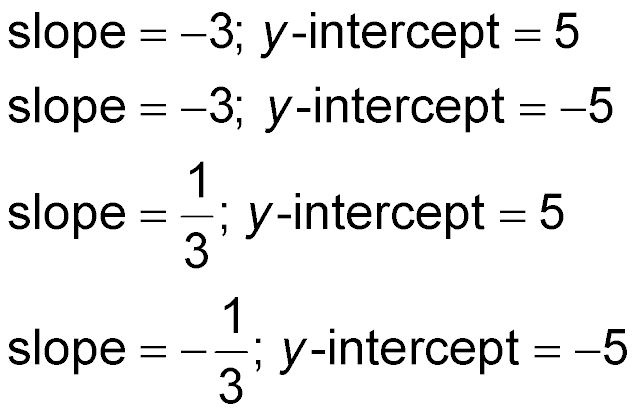 slope = −3; y-intercept = 5
slope = −3; y-intercept = −5
slope = 1/3; y-intercept = 5
slope = −1/3; y-intercept = −5